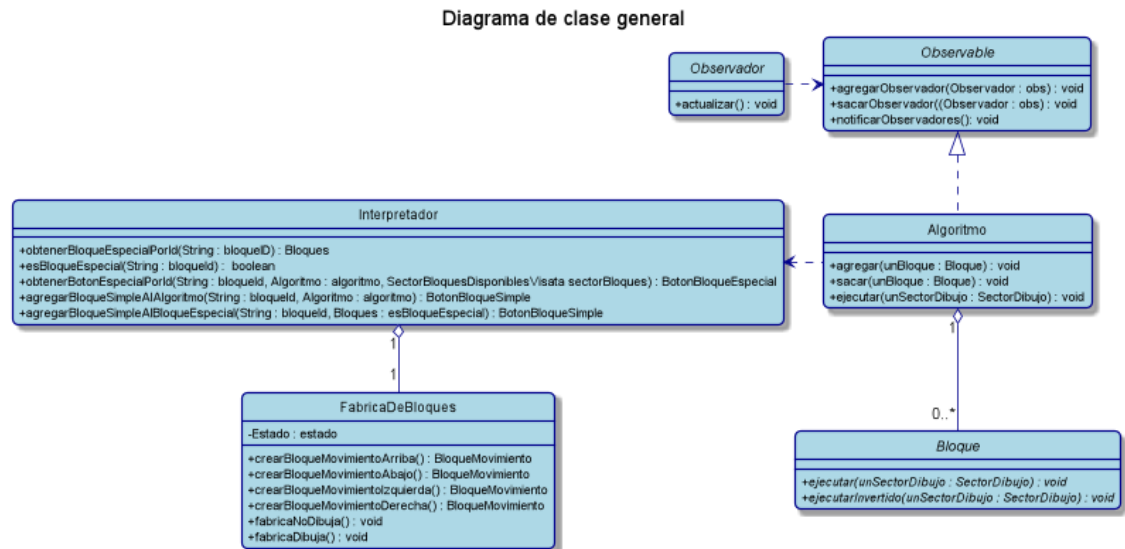 Diagrama de clase general
Observador
+actualizar() : void
Observable
+agregarObservador(Observador : obs) : void
+sacarObservador((Observador : obs) : void
+notificarObservadores(): void
Interpretador
+obtenerBloqueEspecialPorId(String : bloqueID) : Bloques
+esBloqueEspecial(String : bloqueId) : boolean
+obtenerBotonEspecialPorId(String : bloqueId, Algoritmo : algoritmo, SectorBloquesDisponiblesVisata sectorBloques) : BotonBloqueEspecial
+agregarBloqueSimpleAlAlgoritmo(String : bloqueId, Algoritmo : algoritmo) : BotonBloqueSimple
+agregarBloqueSimpleAlBloqueEspecial(String : bloqueId, Bloques : esBloqueEspecial) : BotonBloqueSimple
Algoritmo
+agregar(unBloque : Bloque) : void
+sacar(unBloque : Bloque) : void
+ejecutar(unSectorDibujo : SectorDibujo) : void
1
1
1
0..*
FabricaDeBloques
-Estado : estado
+crearBloqueMovimientoArriba() : BloqueMovimiento
+crearBloqueMovimientoAbajo() : BloqueMovimiento
+crearBloqueMovimientoIzquierda() : BloqueMovimiento
+crearBloqueMovimientoDerecha() : BloqueMovimiento
+fabricaNoDibuja() : void
+fabricaDibuja() : void
Bloque
+ejecutar(unSectorDibujo : SectorDibujo) : void
+ejecutarInvertido(unSectorDibujo : SectorDibujo) : void